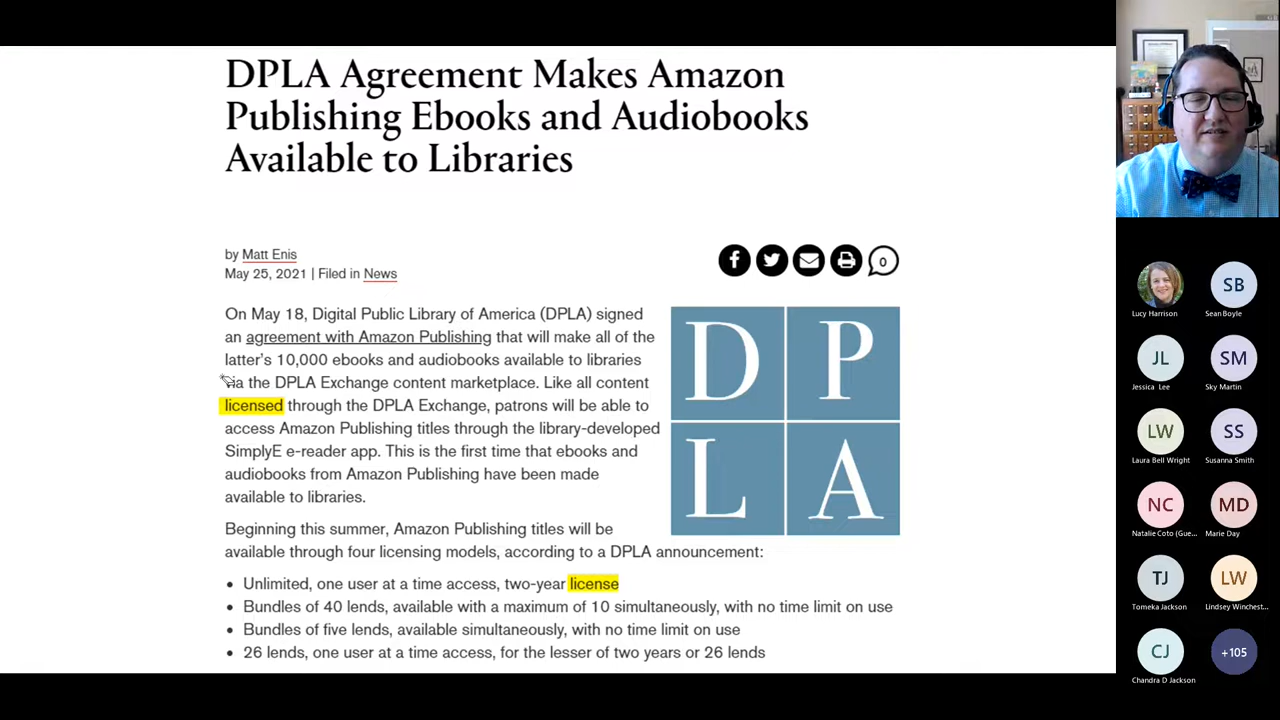 DPLA Agreement Makes Amazon
Publishing Ebooks and Audiobooks
Available to Libraries
by Matt Enis
May 25, 2021 | Filed in News
0
On May 18, Digital Public Library of America (DPLA) signed
an agreement with Amazon Publishing that will make all of the
latter's 10,000 ebooks and audiobooks available to libraries
via the DPLA Exchange content marketplace. Like all content
licensed through the DPLA Exchange, patrons will be able to
access Amazon Publishing titles through the library-developed
SimplyE e-reader app. This is the first time that ebooks and
audiobooks from Amazon Publishing have been made
available to libraries.
D P
L A
Beginning this summer, Amazon Publishing titles will be
available through four licensing models, according to a DPLA announcement:
• Unlimited, one user at a time access, two-year license
• Bundles of 40 lends, available with a maximum of 10 simultaneously, with no time limit on use
• Bundles of five lends, available simultaneously, with no time limit on use
• 26 lends, one user at a time access, for the lesser of two years or 26 lends
SB
Lucy Harrison Sean Boyle
JL SM
Jessica Lee Sky Martin
LW SS
Laura Bell Wright Susanna Smith
NC MD
Natalie Coto (Gue... Marie Day
TJ LW
Tomeka Jackson Lindsey Winchest...
CJ +105
Chandra D Jackson